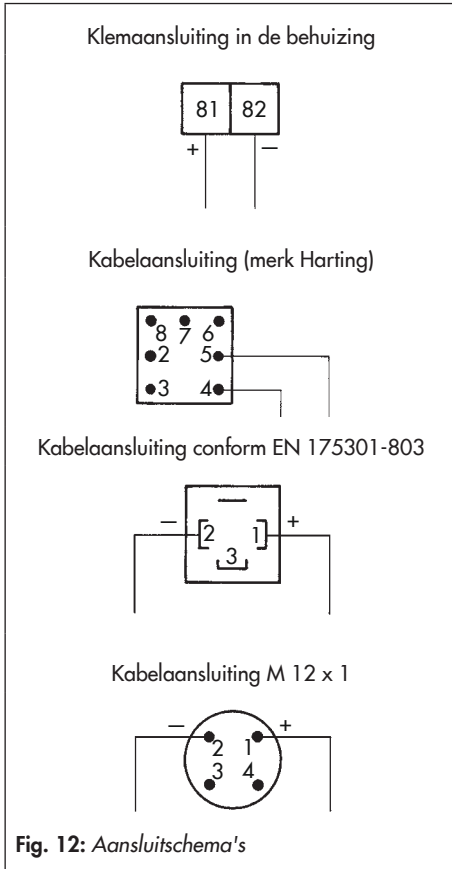 Klemaansluiting in de behuizing
81 82
+ —
Kabelaansluiting (merk Harting)
8 7 6
2 5
3 4
Kabelaansluiting conform EN 175301-803
— 2 1 +
3
Kabelaansluiting M 12 x 1
— 2 1 +
3 4
Fig. 12: Aansluitschema's